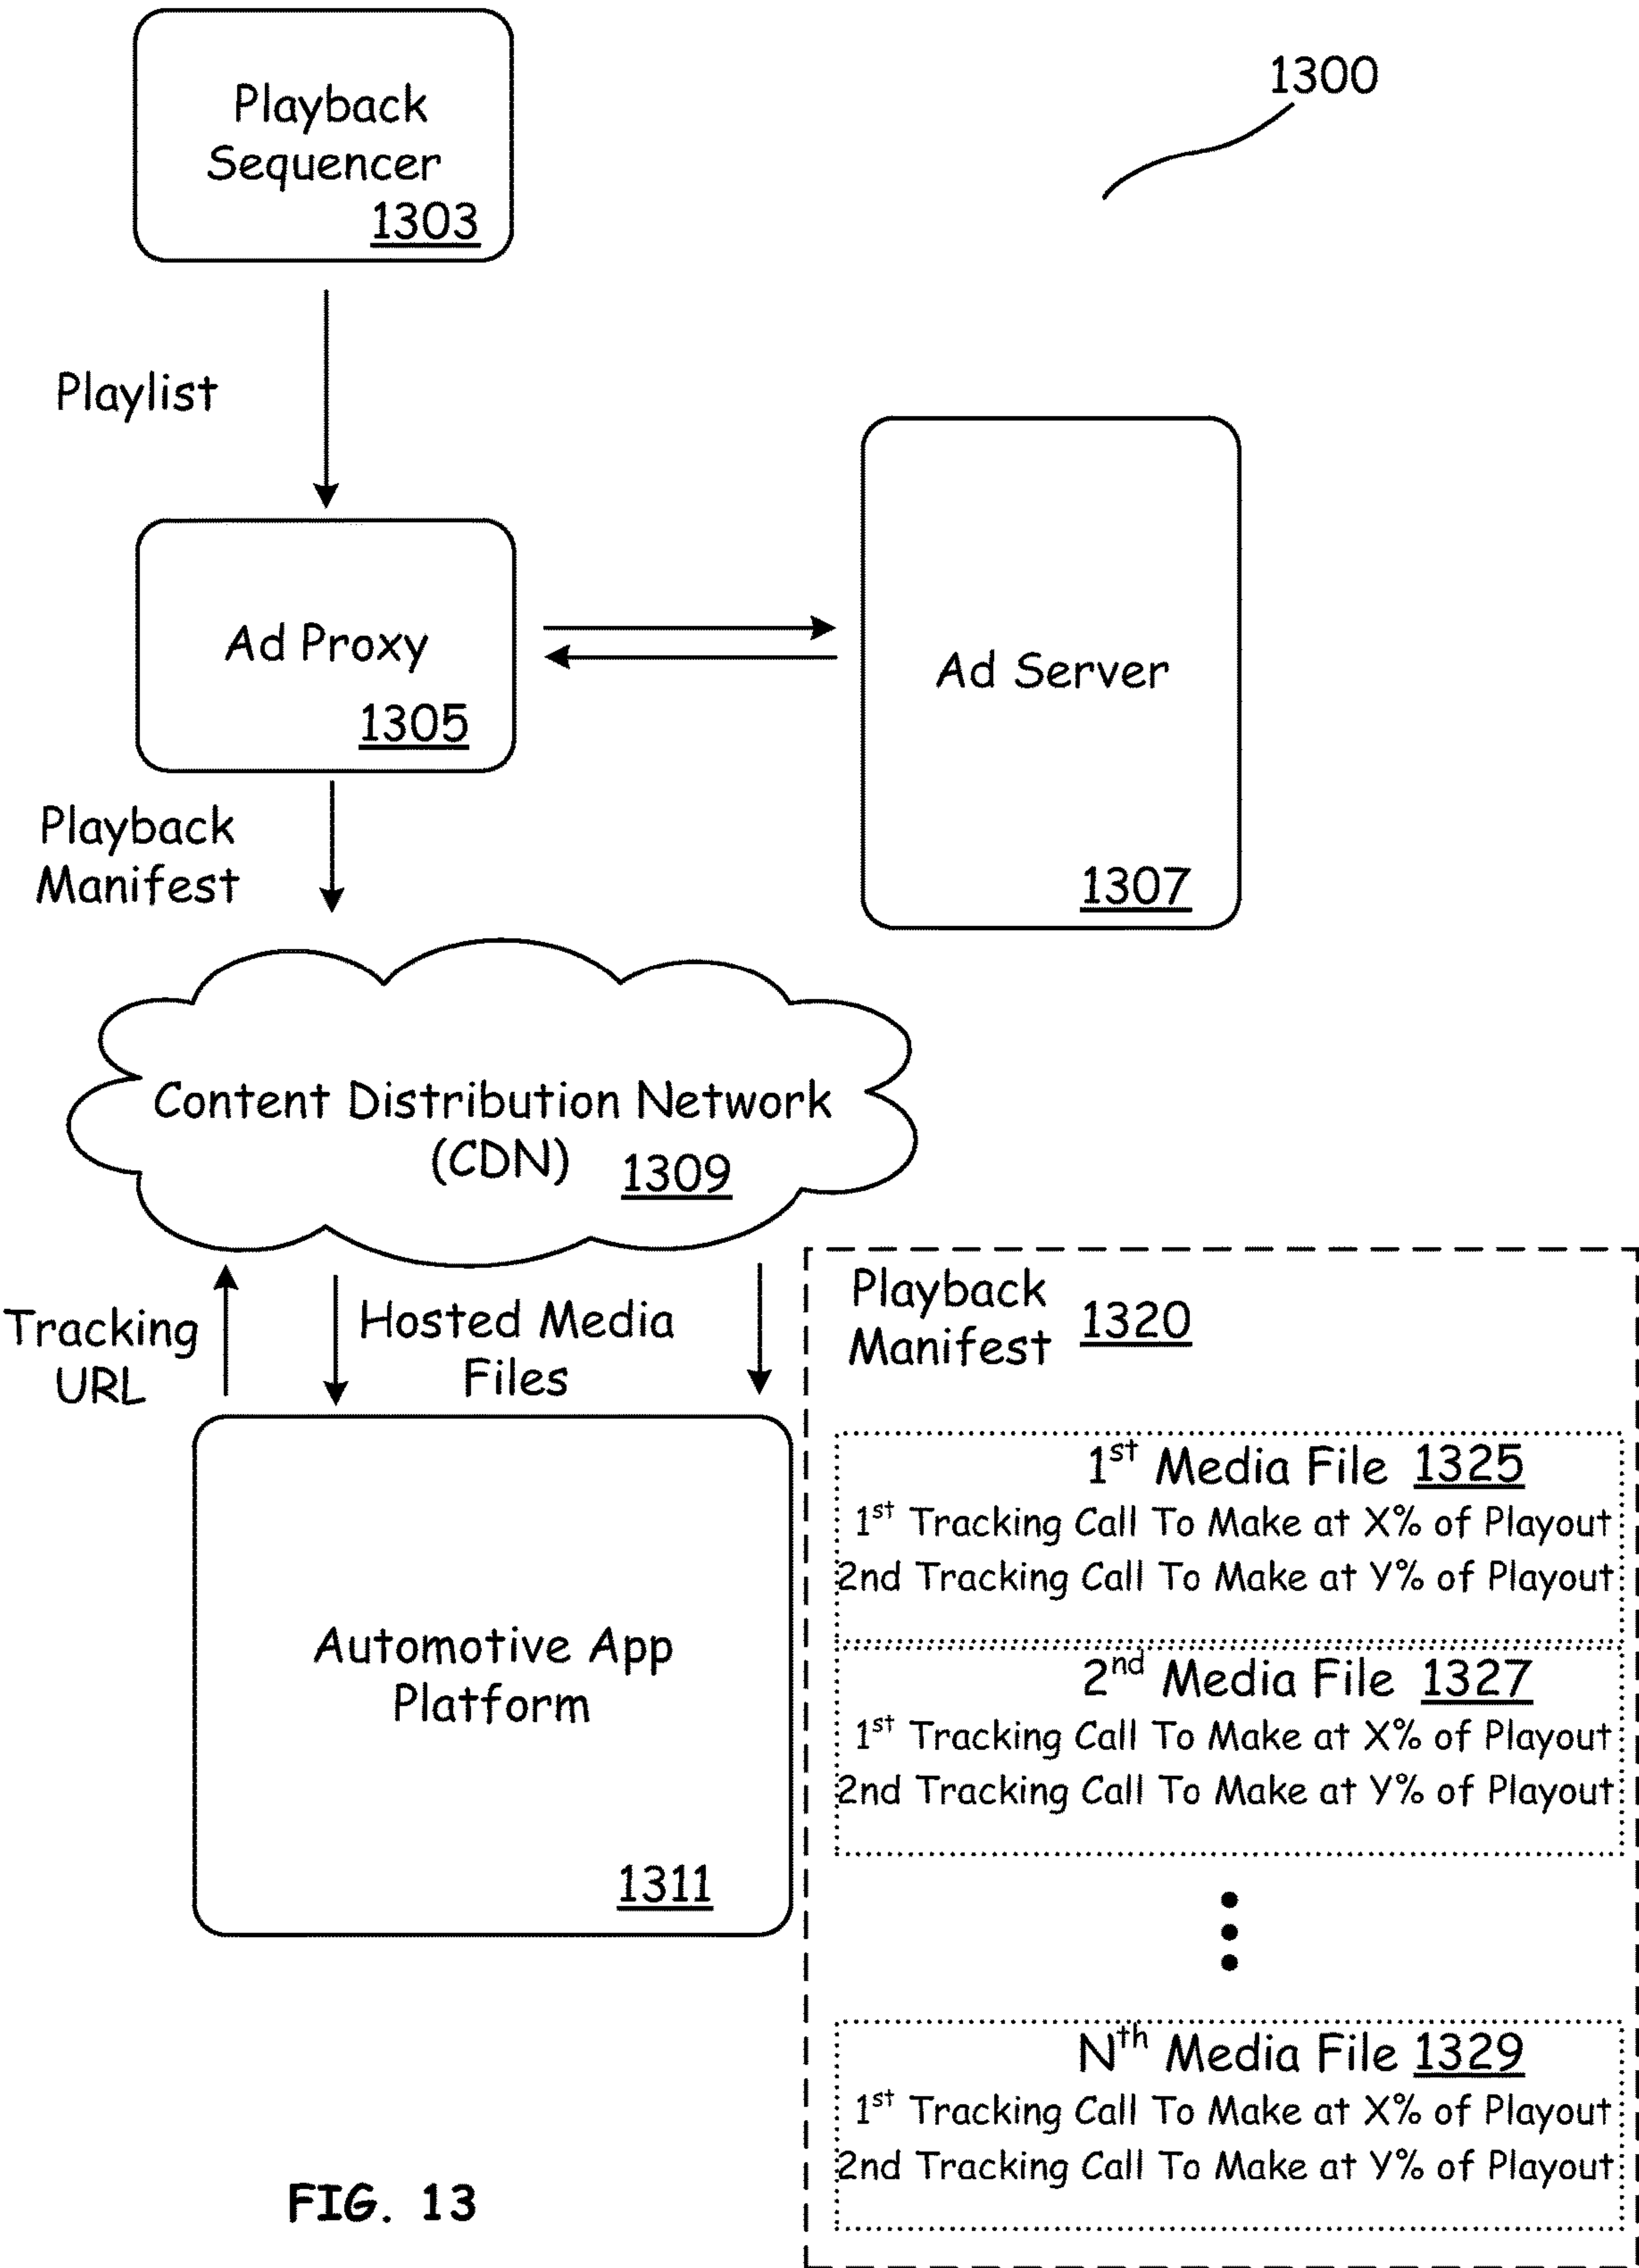 Playback
Sequencer
1303
1300
Playlist
Ad Proxy
1305
Ad Server
1307
Playback
Manifest
Content Distribution Network
(CDN) 1309
Tracking
URL
Hosted Media
Files
Automotive App
Platform
1311
Playback
Manifest 1320
1st Media File 1325
1st Tracking Call To Make at X% of Playout
2nd Tracking Call To Make at Y% of Playout
2nd Media File 1327
1st Tracking Call To Make at X% of Playout
2nd Tracking Call To Make at Y% of Playout
Nth Media File 1329
1st Tracking Call To Make at X% of Playout
2nd Tracking Call To Make at Y% of Playout
FIG. 13